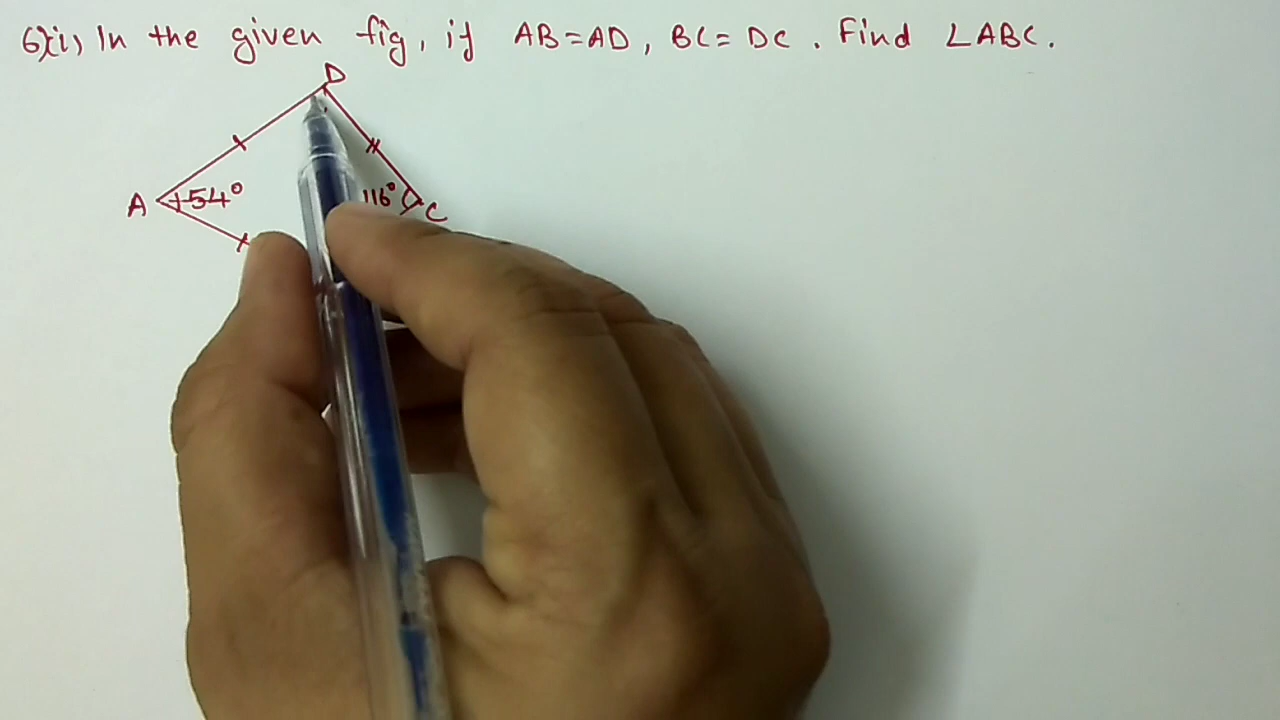 6)(i) In the given fig, if AB=AD, BC=DC. Find ∠ABC.
D
A 54° 116° C